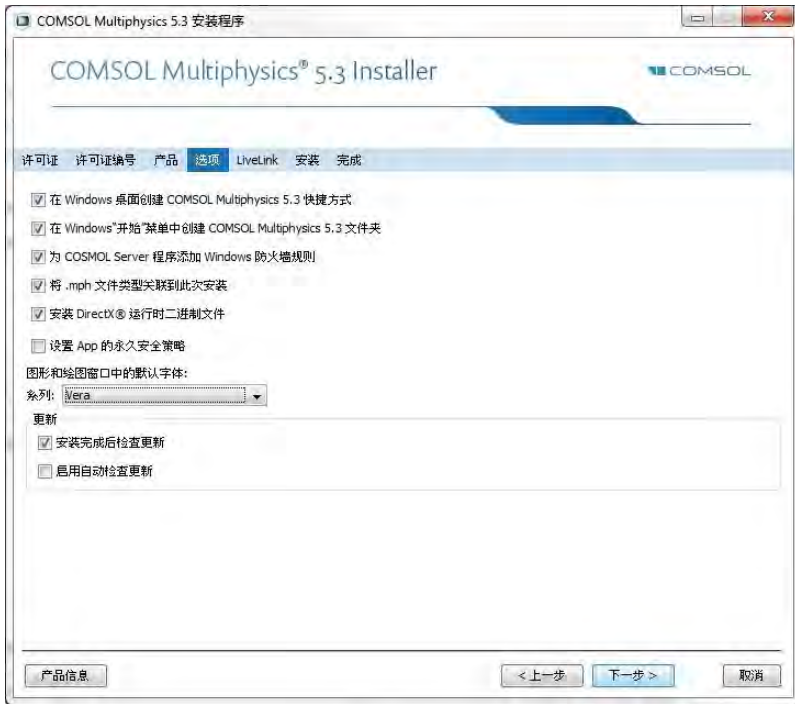 COMSOL Multiphysics 5.3 安装程序
COMSOL Multiphysics® 5.3 Installer
COMSOL
许可证 许可证编号 产品 选项 LiveLink 安装 完成
在 Windows 桌面创建 COMSOL Multiphysics 5.3 快捷方式
在 Windows"开始"菜单中创建 COMSOL Multiphysics 5.3 文件夹
为 COSMOL Server 程序添加 Windows 防火墙规则
将 .mph 文件类型关联到此次安装
安装 DirectX® 运行时二进制文件
设置 App 的永久安全策略
图形和绘图窗口中的默认字体:
系列: Vera
更新
安装完成后检查更新
启用自动检查更新
产品信息 < 上一步 下一步 > 取消